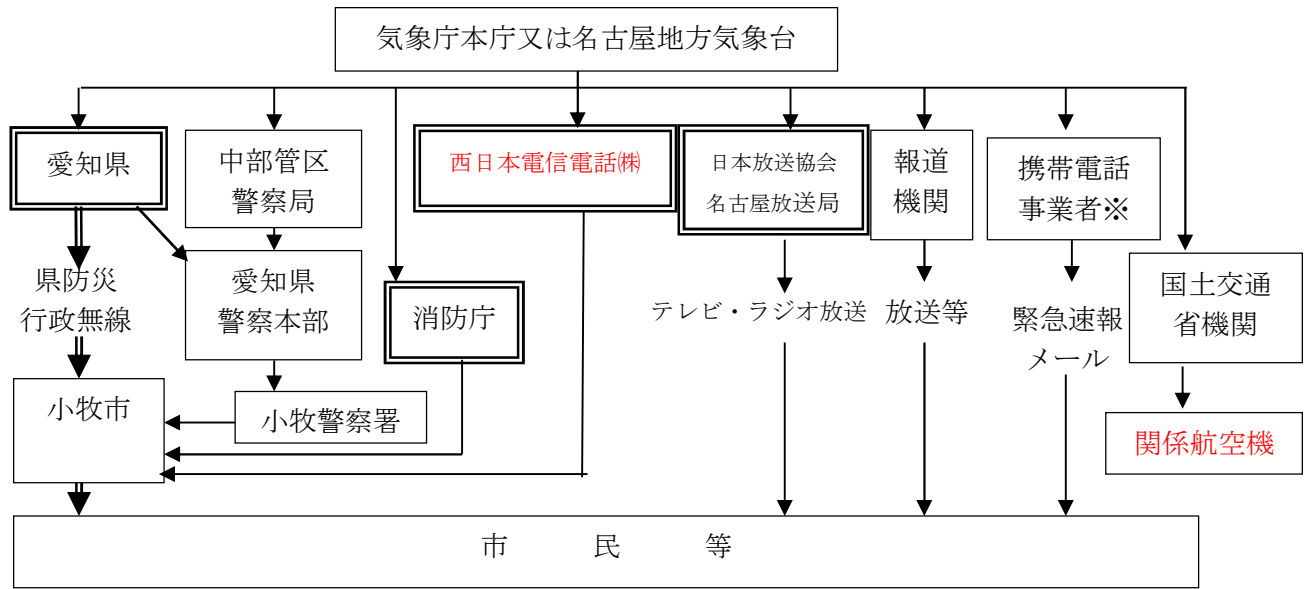 気象庁本庁又は名古屋地方気象台
愛知県
中部管区
警察局
西日本電信電話㈱
日本放送協会
名古屋放送局
報道
機関
携帯電話
事業者※
県防災
行政無線
愛知県
警察本部
消防庁
テレビ・ラジオ放送
放送等
緊急速報
メール
国土交通
省機関
小牧市
小牧警察署
関係航空機
市 民 等